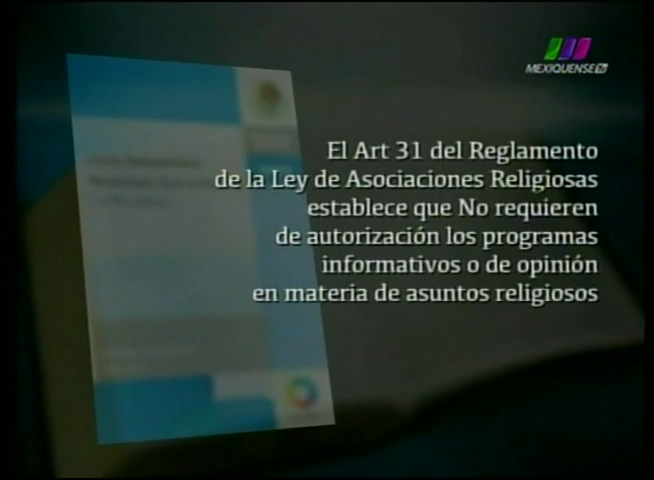 MEXIQUENSE TV
El Art 31 del Reglamento
de la Ley de Asociaciones Religiosas
establece que No requieren
de autorización los programas
informativos o de opinión
en materia de asuntos religiosos